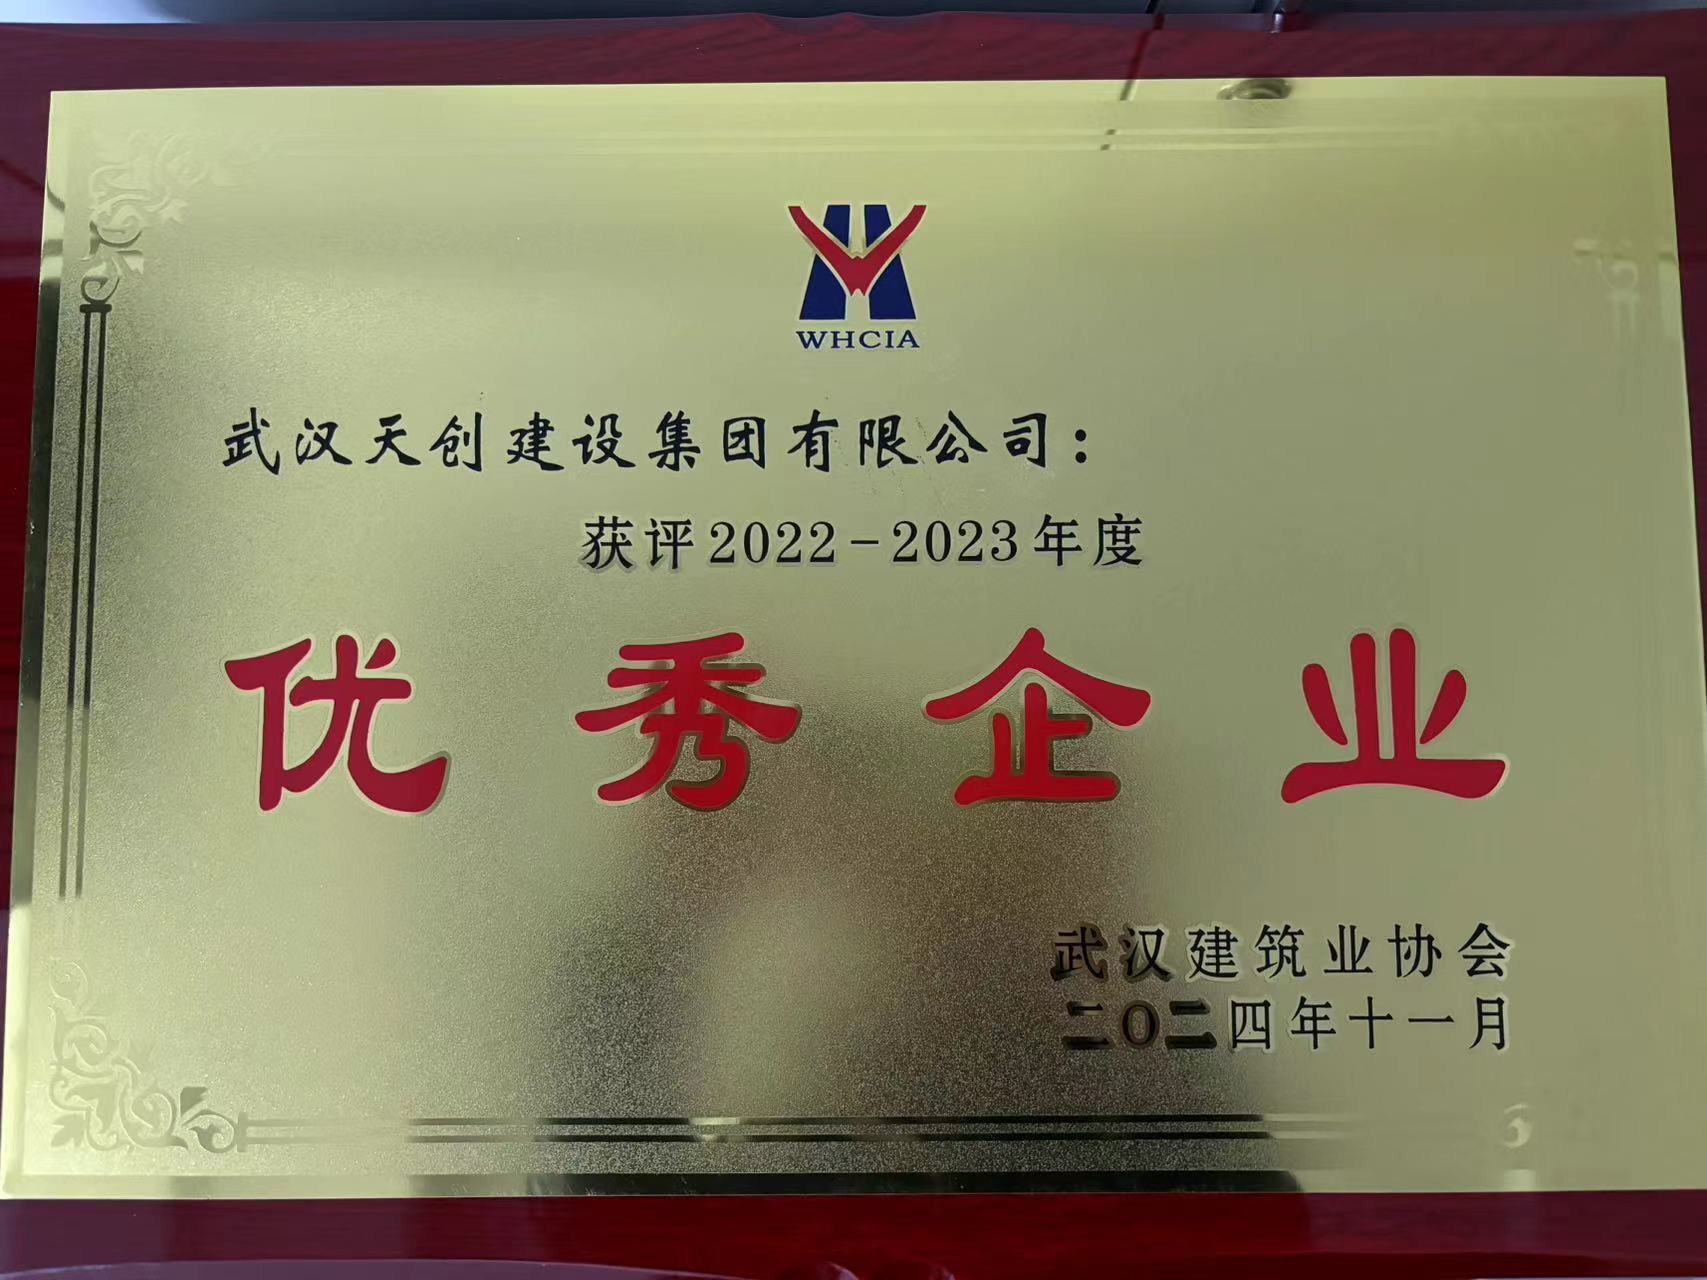 WHCIA
武汉天创建设集团有限公司：
获评2022-2023年度
优秀企业
武汉建筑业协会
二〇二四年十一月